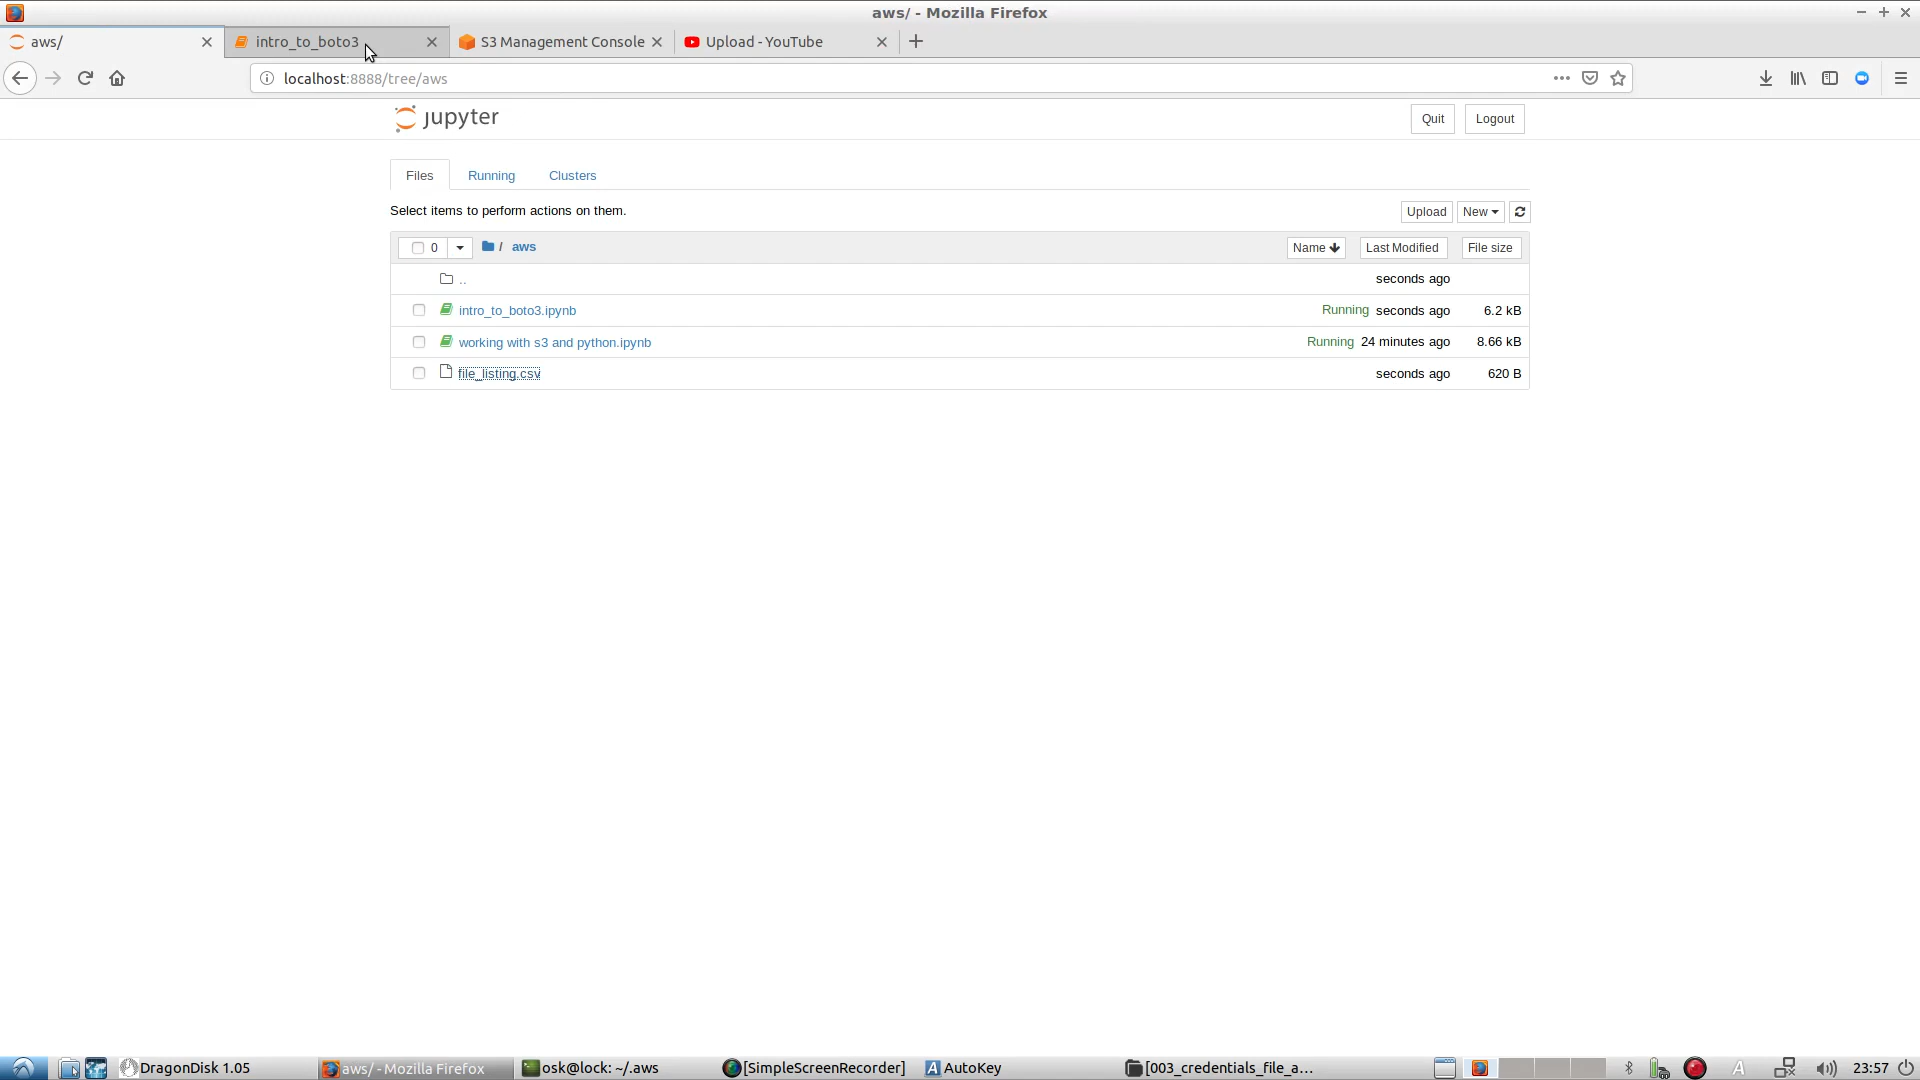 aws/ - Mozilla Firefox
aws/
intro_to_boto3
S3 Management Console
Upload - YouTube
localhost:8888/tree/aws
jupyter
Quit
Logout
Files
Running
Clusters
Select items to perform actions on them.
Upload
New
0
/
aws
Name
Last Modified
File size
..
seconds ago
intro_to_boto3.ipynb
Running seconds ago
6.2 kB
working with s3 and python.ipynb
Running 24 minutes ago
8.66 kB
file_listing.csv
seconds ago
620 B
DragonDisk 1.05
aws/ - Mozilla Firefox
osk@lock: ~/.aws
[SimpleScreenRecorder]
A AutoKey
[003_credentials_file_a...
A
23:57